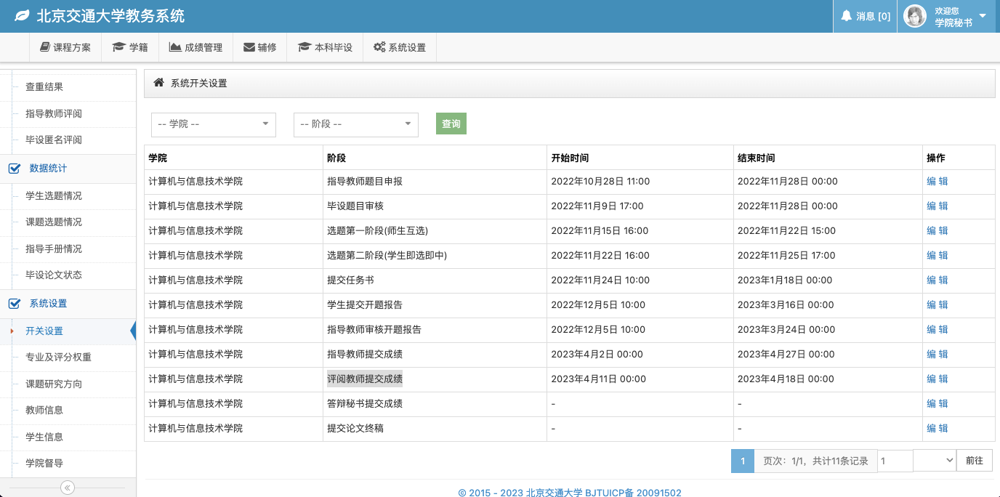 北京交通大学教务系统
消息 [0]
欢迎您
学院秘书
课程方案 学籍 成绩管理 辅修 本科毕设 系统设置
查重结果
指导教师评阅
毕设匿名评阅
数据统计
学生选题情况
课题选题情况
指导手册情况
毕设论文状态
系统设置
开关设置
专业及评分权重
课题研究方向
教师信息
学生信息
学院督导
系统开关设置
-- 学院 -- -- 阶段 -- 查询
学院 阶段 开始时间 结束时间 操作
计算机与信息技术学院 指导教师题目申报 2022年10月28日 11:00 2022年11月28日 00:00 编 辑
计算机与信息技术学院 毕设题目审核 2022年11月9日 17:00 2022年11月28日 00:00 编 辑
计算机与信息技术学院 选题第一阶段(师生互选) 2022年11月15日 16:00 2022年11月22日 15:00 编 辑
计算机与信息技术学院 选题第二阶段(学生即选即中) 2022年11月22日 16:00 2022年11月25日 17:00 编 辑
计算机与信息技术学院 提交任务书 2022年11月24日 10:00 2023年1月18日 00:00 编 辑
计算机与信息技术学院 学生提交开题报告 2022年12月5日 10:00 2023年3月16日 00:00 编 辑
计算机与信息技术学院 指导教师审核开题报告 2022年12月5日 10:00 2023年3月24日 00:00 编 辑
计算机与信息技术学院 指导教师提交成绩 2023年4月2日 00:00 2023年4月27日 00:00 编 辑
计算机与信息技术学院 评阅教师提交成绩 2023年4月11日 00:00 2023年4月18日 00:00 编 辑
计算机与信息技术学院 答辩秘书提交成绩 - - 编 辑
计算机与信息技术学院 提交论文终稿 - - 编 辑
1 页次：1/1，共计11条记录 1 前往
© 2015 - 2023 北京交通大学 BJTUICP备 20091502